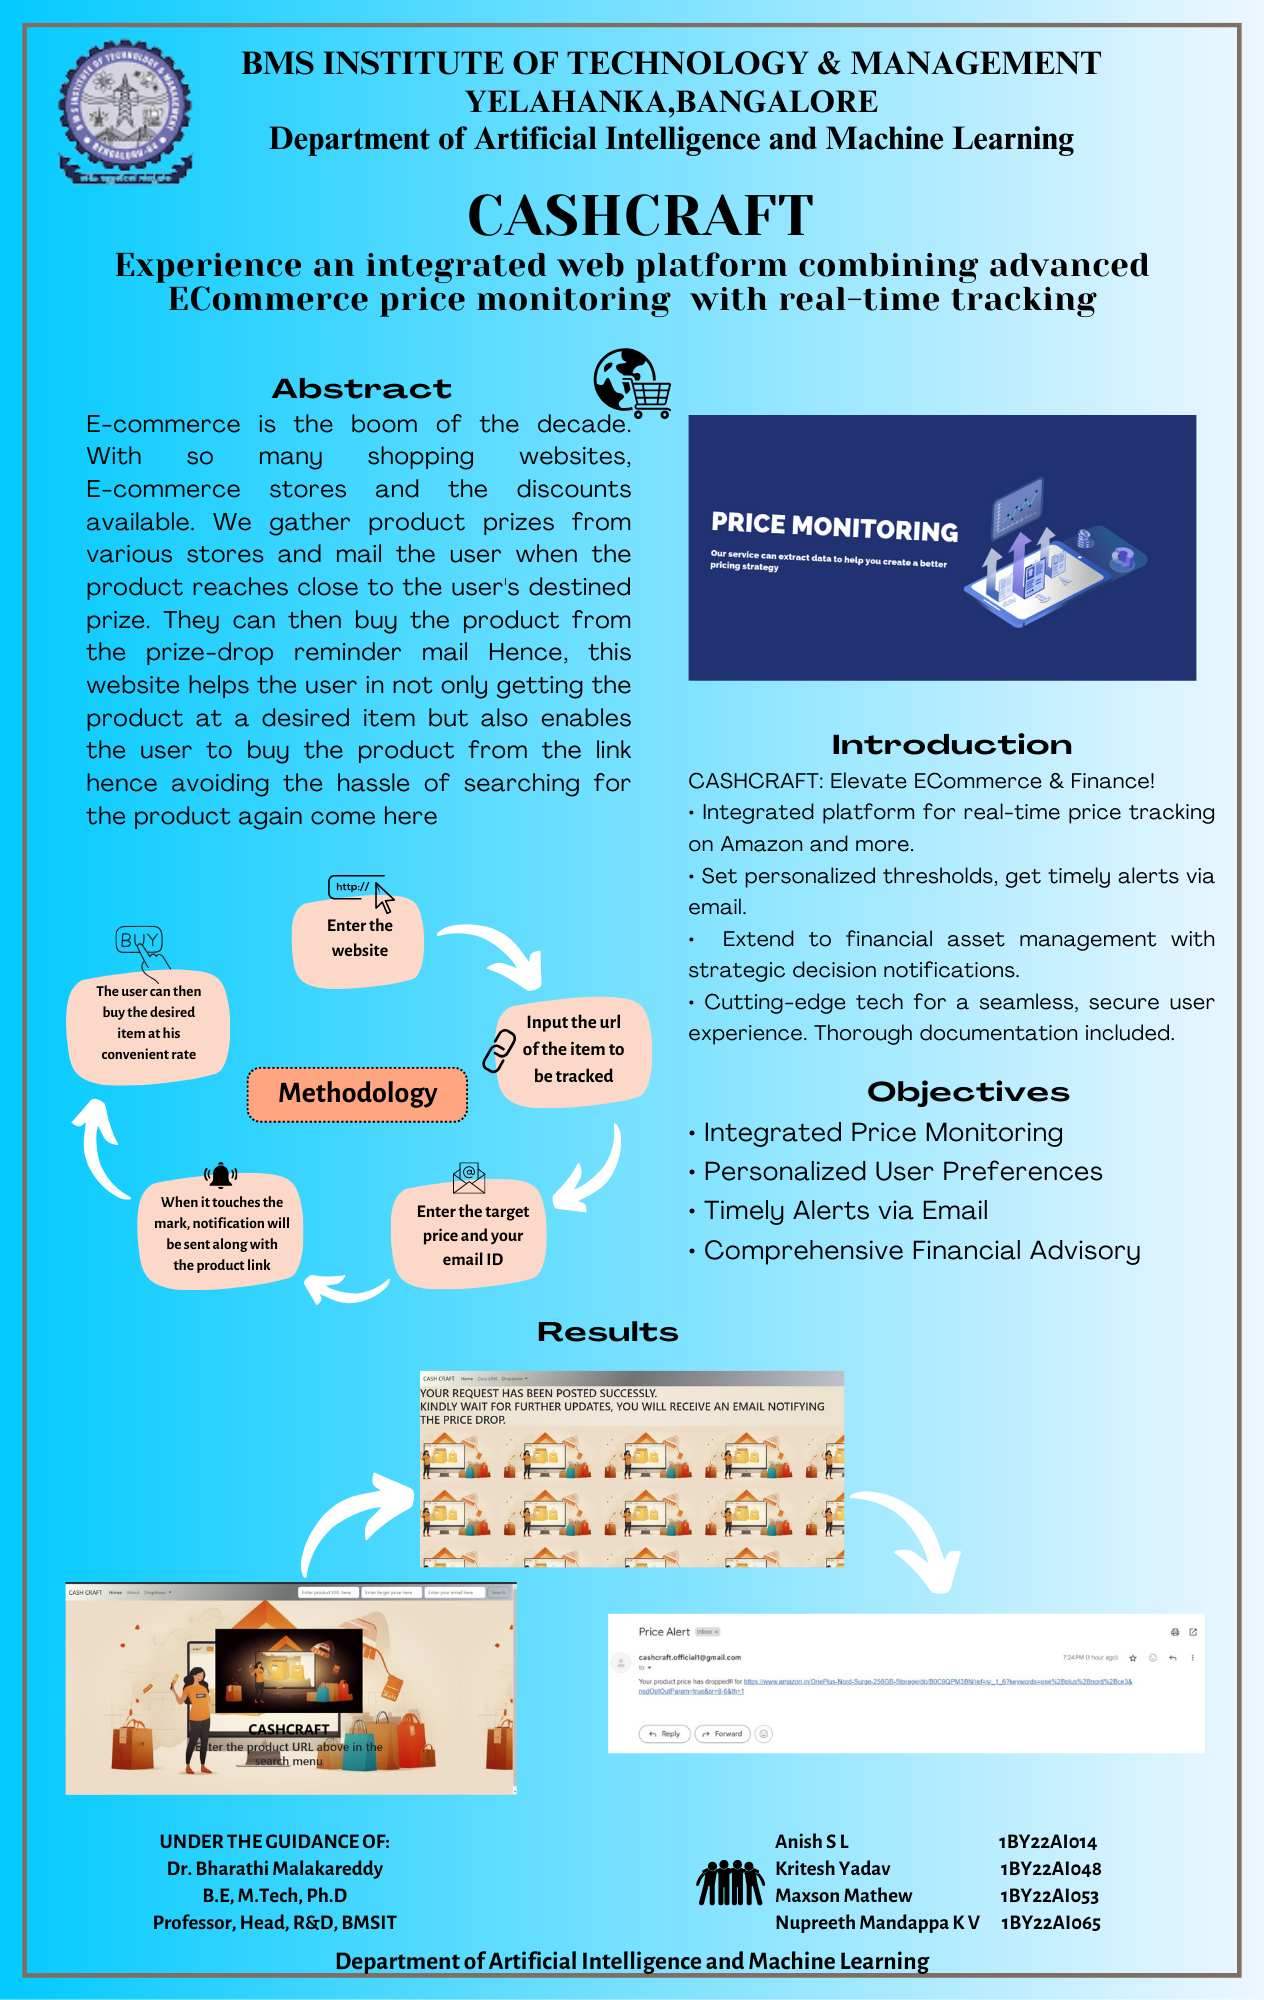 BMS INSTITUTE OF TECHNOLOGY & MANAGEMENT
YELAHANKA,BANGALORE
Department of Artificial Intelligence and Machine Learning
CASHCRAFT
Experience an integrated web platform combining advanced
ECommerce price monitoring with real-time tracking
Abstract
E-commerce is the boom of the decade.
With so many shopping websites,
E-commerce stores and the discounts
available. We gather product prizes from
various stores and mail the user when the
product reaches close to the user's destined
prize. They can then buy the product from
the prize-drop reminder mail Hence, this
website helps the user in not only getting the
product at a desired item but also enables
the user to buy the product from the link
hence avoiding the hassle of searching for
the product again come here
PRICE MONITORING
Our service can extract data to help you create a better
pricing strategy
Introduction
CASHCRAFT: Elevate ECommerce & Finance!
• Integrated platform for real-time price tracking
on Amazon and more.
• Set personalized thresholds, get timely alerts via
email.
• Extend to financial asset management with
strategic decision notifications.
• Cutting-edge tech for a seamless, secure user
experience. Thorough documentation included.
Objectives
• Integrated Price Monitoring
• Personalized User Preferences
• Timely Alerts via Email
• Comprehensive Financial Advisory
http://
Enter the
website
Input the url
of the item to
be tracked
Enter the target
price and your
email ID
When it touches the
mark, notification will
be sent along with
the product link
BUY
The user can then
buy the desired
item at his
convenient rate
Methodology
Results
CASH CRAFT Home Docs LINK Dropdown
YOUR REQUEST HAS BEEN POSTED SUCCESSLY.
KINDLY WAIT FOR FURTHER UPDATES, YOU WILL RECEIVE AN EMAIL NOTIFYING
THE PRICE DROP.
CASH CRAFT Home About Dropdown Enter product URL here Enter target price here Enter your email here Search
CASHCRAFT
Enter the product URL above in the
search menu
Price Alert Inbox x
cashcraft.official1@gmail.com 7:24 PM (1 hour ago)
to
Your product price has dropped!! for https://www.amazon.in/OnePlus-Nord-Surge-256GB-Storage/dp/B0C9QPM38N/ref=sr_1_6?keywords=one%2Bplus%2Bnord%2Bce3&
nsdOptOutParam=true&sr=8-6&th=1
Reply Forward
UNDER THE GUIDANCE OF:
Dr. Bharathi Malakareddy
B.E, M.Tech, Ph.D
Professor, Head, R&D, BMSIT
Anish S L 1BY22AI014
Kritesh Yadav 1BY22AI048
Maxson Mathew 1BY22AI053
Nupreeth Mandappa K V 1BY22AI065
Department of Artificial Intelligence and Machine Learning